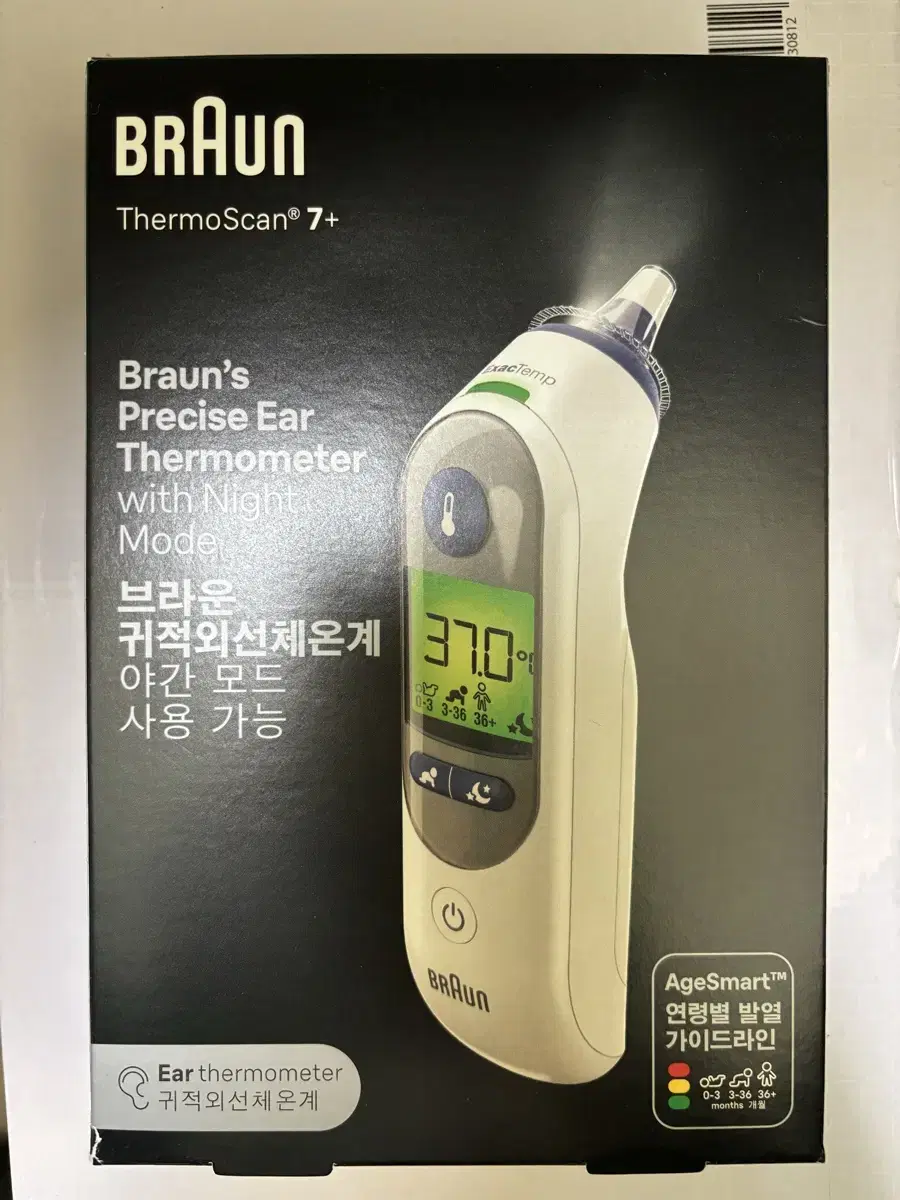 30812
BRAUN
ThermoScan® 7+
Braun's
Precise Ear
Thermometer
with Night
Mode
브라운
귀적외선체온계
야간 모드
사용 가능
ExacTemp
37.0°
0-3 3-36 36+
BRAUN
AgeSmart™
연령별 발열
가이드라인
0-3 3-36 36+
months 개월
Ear thermometer
귀적외선체온계